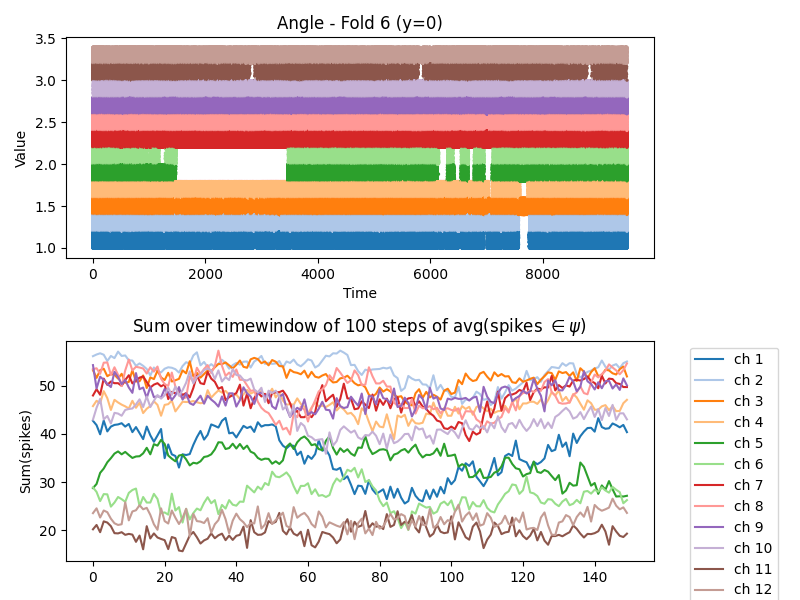 Angle - Fold 6 (y=0)
3.5
3.0
2.5
2.0
1.5
1.0
Value
0 2000 4000 6000 8000
Time
Sum over timewindow of 100 steps of avg(spikes ∈ψ)
50
40
30
20
Sum(spikes)
0 20 40 60 80 100 120 140
ch 1
ch 2
ch 3
ch 4
ch 5
ch 6
ch 7
ch 8
ch 9
ch 10
ch 11
ch 12